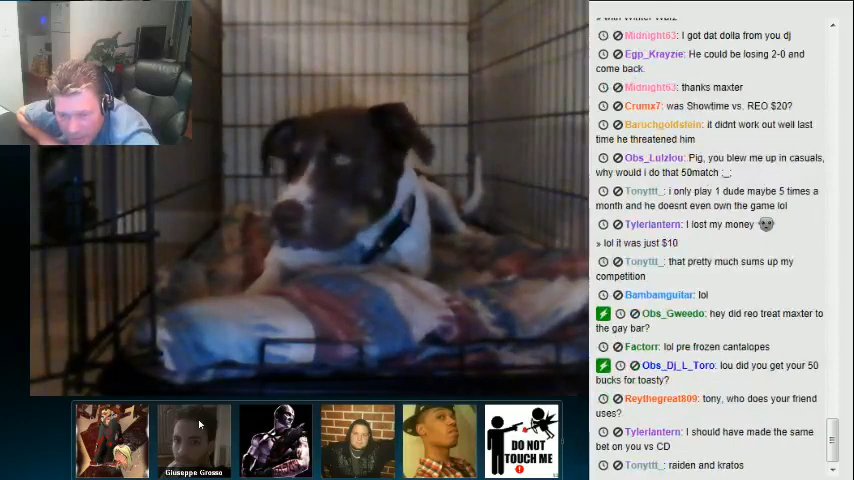 Midnight63: I got dat dolla from you dj
Egp_Krayzie: He could be losing 2-0 and
come back.
Midnight63: thanks maxter
Crumx7: was Showtime vs. REO $20?
Baruchgoldstein: it didnt work out well last
time he threatened him
Obs_Lulzlou: Pig, you blew me up in casuals,
why would i do that 50match ;_;
Tonyttt_: i only play 1 dude maybe 5 times a
month and he doesnt even own the game lol
Tylerlantern: I lost my money
» lol it was just $10
Tonyttt_: that pretty much sums up my
competition
Bambamguitar: lol
Obs_Gweedo: hey did reo treat maxter to
the gay bar?
Factorr: lol pre frozen cantalopes
Obs_Dj_L_Toro: lou did you get your 50
bucks for toasty?
Reythegreat809: tony, who does your friend
uses?
Tylerlantern: I should have made the same
bet on you vs CD
Tonyttt_: raiden and kratos
Giuseppe Grosso
DO NOT
TOUCH ME
!